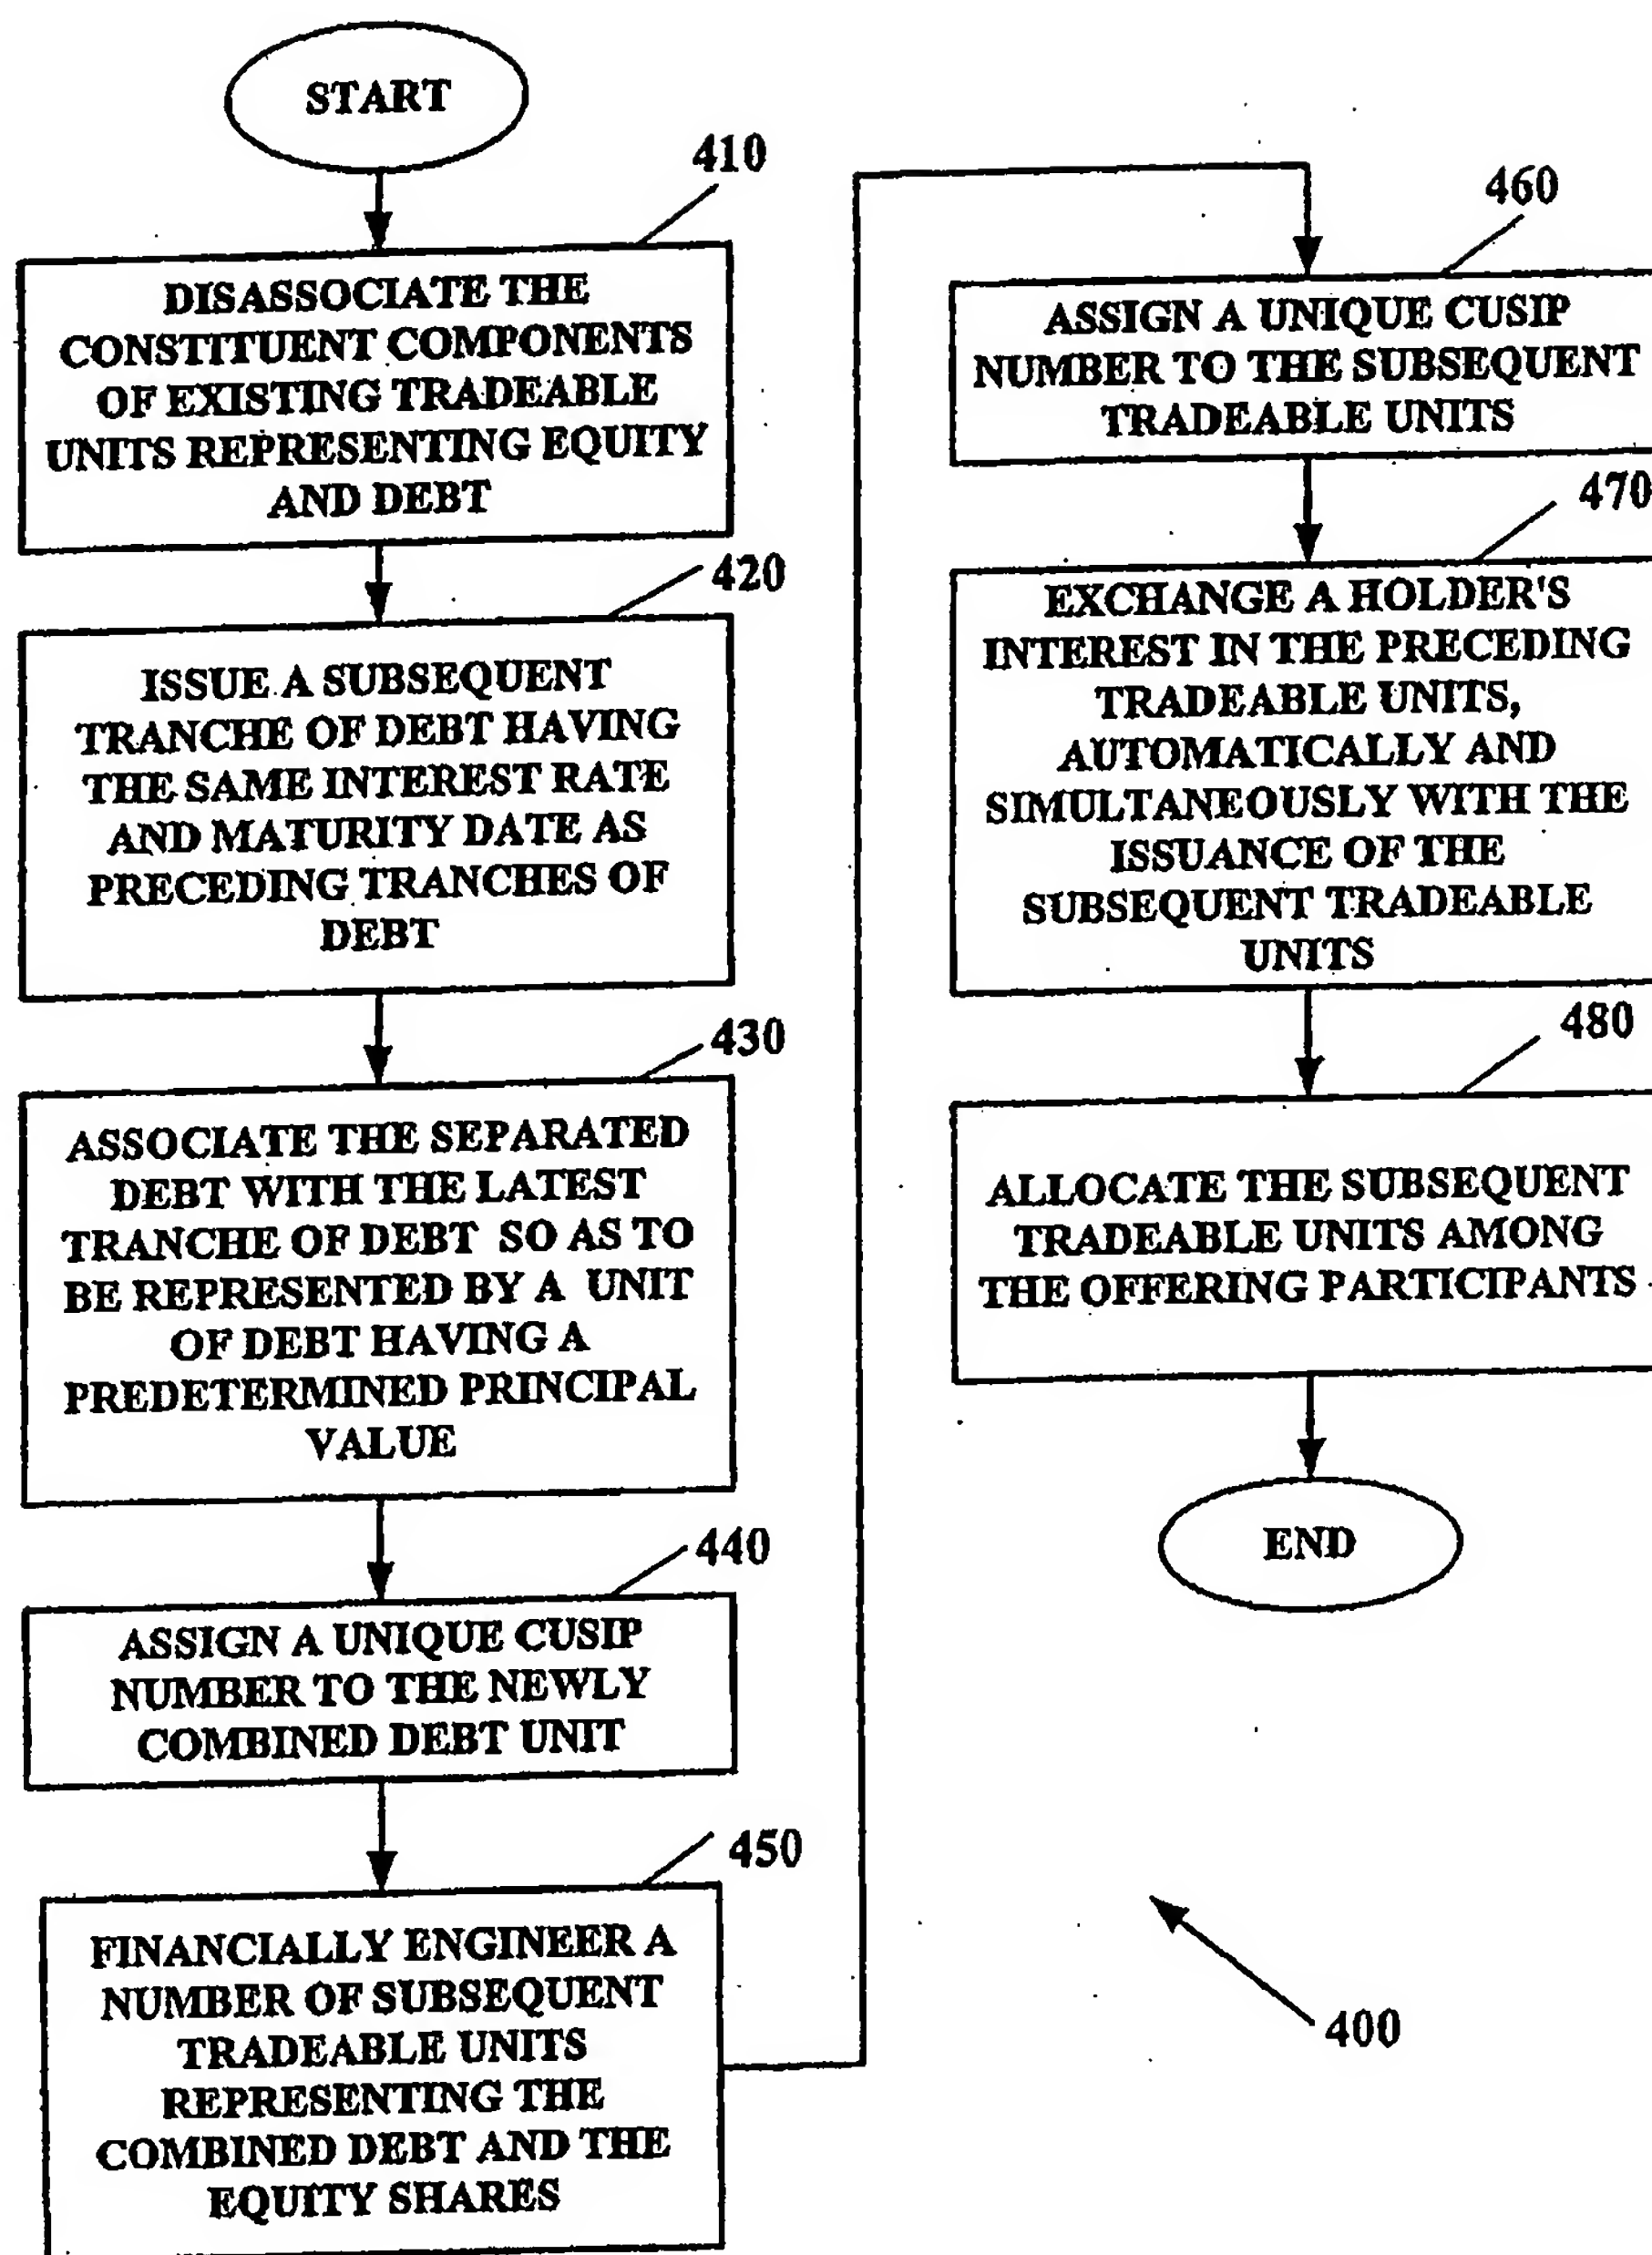 START
410
DISASSOCIATE THE
CONSTITUENT COMPONENTS
OF EXISTING TRADEABLE
UNITS REPRESENTING EQUITY
AND DEBT
420
ISSUE A SUBSEQUENT
TRANCHE OF DEBT HAVING
THE SAME INTEREST RATE
AND MATURITY DATE AS
PRECEDING TRANCHES OF
DEBT
430
ASSOCIATE THE SEPARATED
DEBT WITH THE LATEST
TRANCHE OF DEBT SO AS TO
BE REPRESENTED BY A UNIT
OF DEBT HAVING A
PREDETERMINED PRINCIPAL
VALUE
440
ASSIGN A UNIQUE CUSIP
NUMBER TO THE NEWLY
COMBINED DEBT UNIT
450
FINANCIALLY ENGINEER A
NUMBER OF SUBSEQUENT
TRADEABLE UNITS
REPRESENTING THE
COMBINED DEBT AND THE
EQUITY SHARES
460
ASSIGN A UNIQUE CUSIP
NUMBER TO THE SUBSEQUENT
TRADEABLE UNITS
470
EXCHANGE A HOLDER'S
INTEREST IN THE PRECEDING
TRADEABLE UNITS,
AUTOMATICALLY AND
SIMULTANEOUSLY WITH THE
ISSUANCE OF THE
SUBSEQUENT TRADEABLE
UNITS
480
ALLOCATE THE SUBSEQUENT
TRADEABLE UNITS AMONG
THE OFFERING PARTICIPANTS
END
400